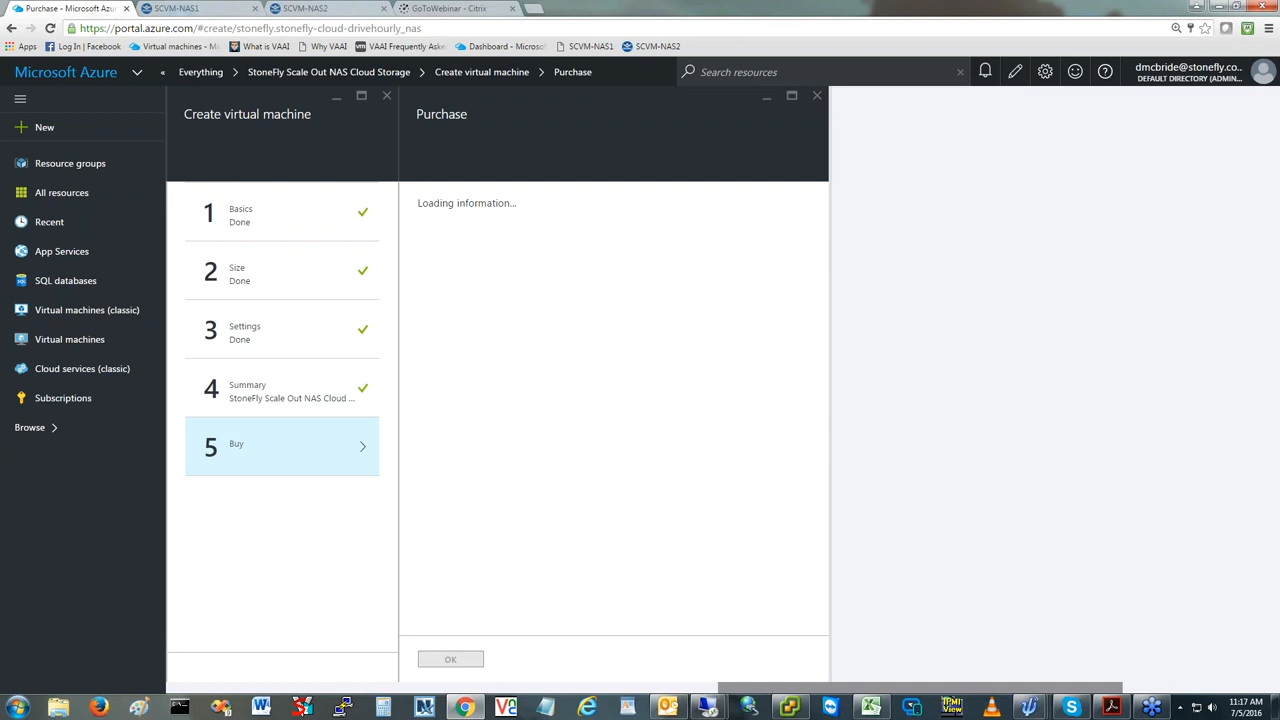 Purchase - Microsoft Azur
SCVM-NAS1
SCVM-NAS2
GoToWebinar - Citrix
https://portal.azure.com/#create/stonefly.stonefly-cloud-drivehourly_nas
Apps
Log In | Facebook
Virtual machines - Mi
What is VAAI
Why VAAI
VAAI Frequently Aske
Dashboard - Microsof
SCVM-NAS1
SCVM-NAS2
Microsoft Azure
«
Everything > StoneFly Scale Out NAS Cloud Storage > Create virtual machine > Purchase
Search resources
dmcbride@stonefly.co...
DEFAULT DIRECTORY (ADMIN...
New
Resource groups
All resources
Recent
App Services
SQL databases
Virtual machines (classic)
Virtual machines
Cloud services (classic)
Subscriptions
Browse
Create virtual machine
1 Basics
Done
2 Size
Done
3 Settings
Done
4 Summary
StoneFly Scale Out NAS Cloud ...
5 Buy
Purchase
Loading information...
OK
11:17 AM
7/5/2016